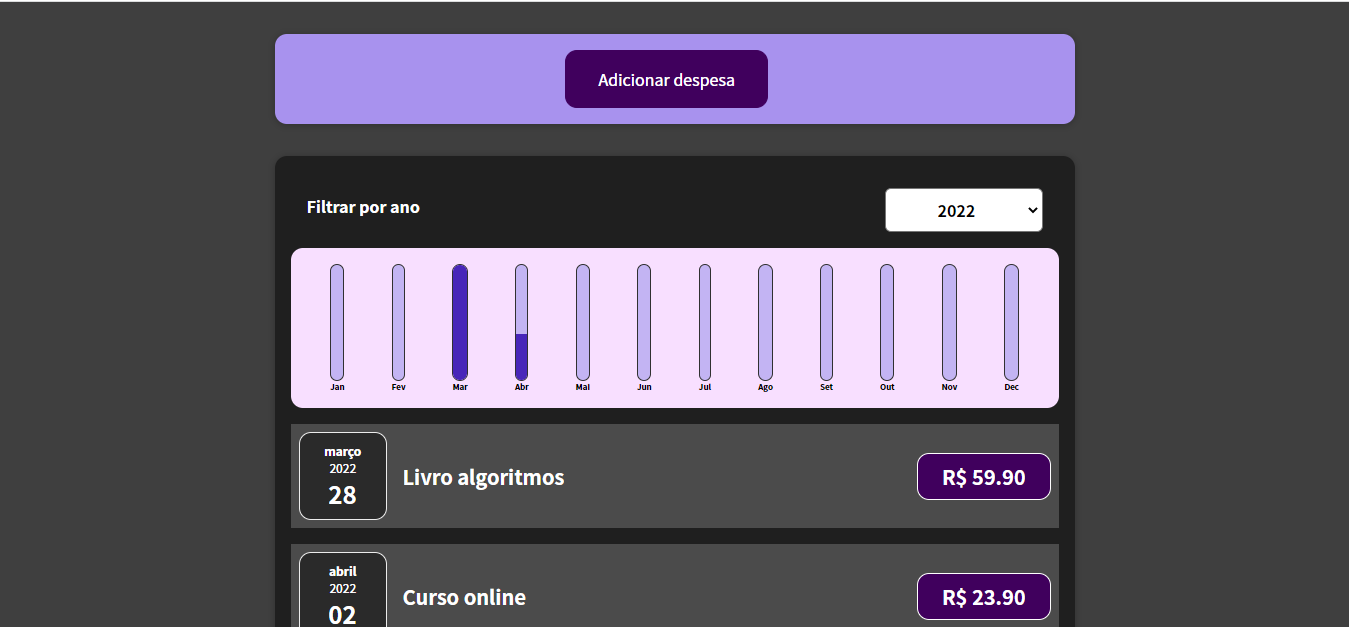 Adicionar despesa
Filtrar por ano
2022
Jan Fev Mar Abr Mai Jun Jul Ago Set Out Nov Dec
março
2022
28
Livro algoritmos
R$ 59.90
abril
2022
02
Curso online
R$ 23.90